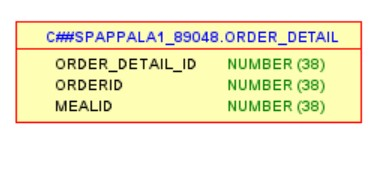 C##SPAPPALA1_89048.ORDER_DETAIL
ORDER_DETAIL_ID NUMBER (38)
ORDERID NUMBER (38)
MEALID NUMBER (38)